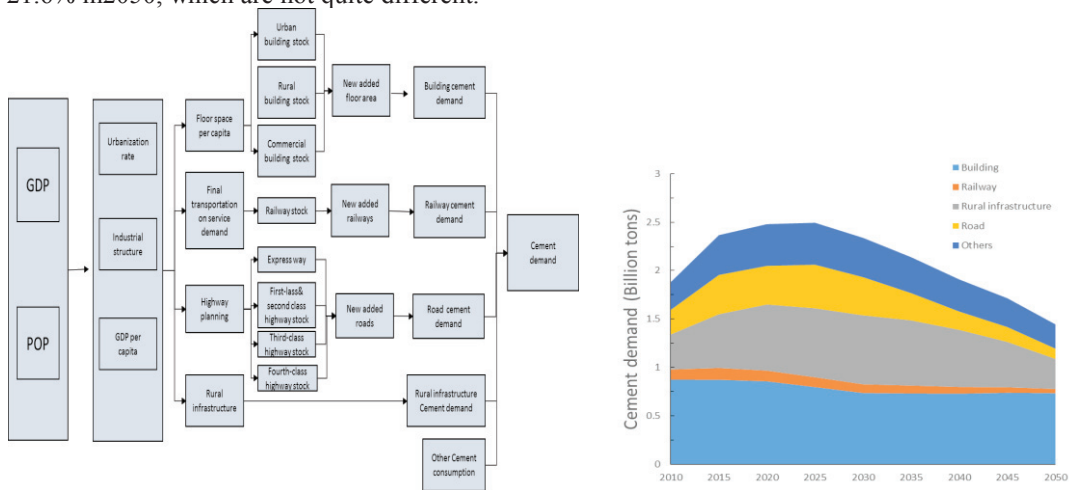 21.6% in2050, which are not quite different.
GDP
POP
Urbanization
rate
Industrial
structure
GDP per
capita
Floor space
per capita
Final
transportation
on service
demand
Highway
planning
Rural
infrastructure
Urban
building stock
Rural
building stock
Commercial
building stock
Railway stock
Express way
First-lass&
second class
highway stock
Third-class
highway stock
Fourth-class
highway stock
New added
floor area
New added
railways
New added
roads
Building cement
demand
Railway cement
demand
Road cement
demand
Rural infrastructure
Cement demand
Other Cement
consumption
Cement
demand
Cement demand (Billion tons)
3
2.5
2
1.5
1
0.5
0
Building
Railway
Rural infrastructure
Road
Others
2010 2015 2020 2025 2030 2035 2040 2045 2050